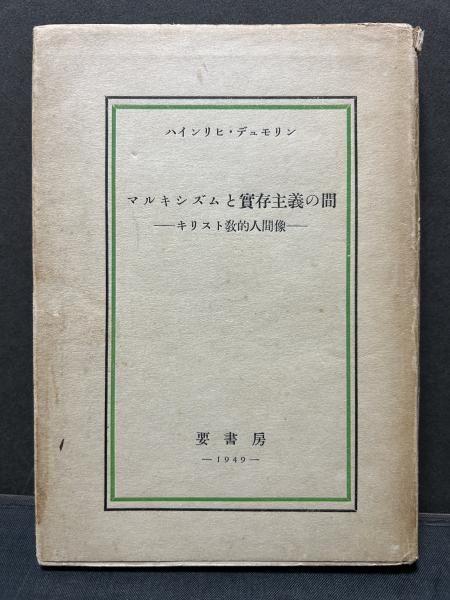 ハインリヒ・デュモリン
マルキシズムと實存主義の間
──キリスト教的人間像──
要書房
—1949—